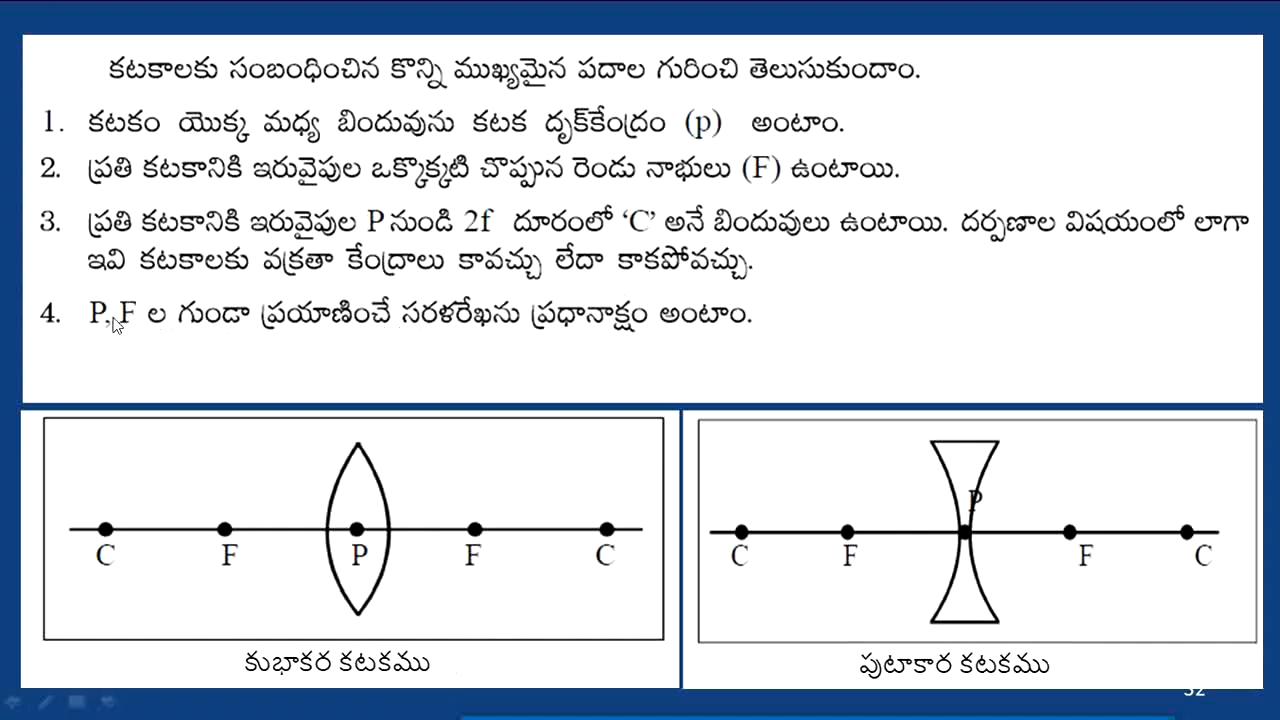 కటకాలకు సంబంధించిన కొన్ని ముఖ్యమైన పదాల గురించి తెలుసుకుందాం.
1. కటకం యొక్క మధ్య బిందువును కటక దృక్‌కేంద్రం (p) అంటాం.
2. ప్రతి కటకానికి ఇరువైపుల ఒక్కొక్కటి చొప్పున రెండు నాభులు (F) ఉంటాయి.
3. ప్రతి కటకానికి ఇరువైపుల P నుండి 2f దూరంలో ‘C’ అనే బిందువులు ఉంటాయి. దర్పణాల విషయంలో లాగా
ఇవి కటకాలకు వక్రతా కేంద్రాలు కావచ్చు లేదా కాకపోవచ్చు.
4. P, F ల గుండా ప్రయాణించే సరళరేఖను ప్రధానాక్షం అంటాం.
C F P F C
కుభాకర కటకము
P
C F F C
పుటాకార కటకము
32